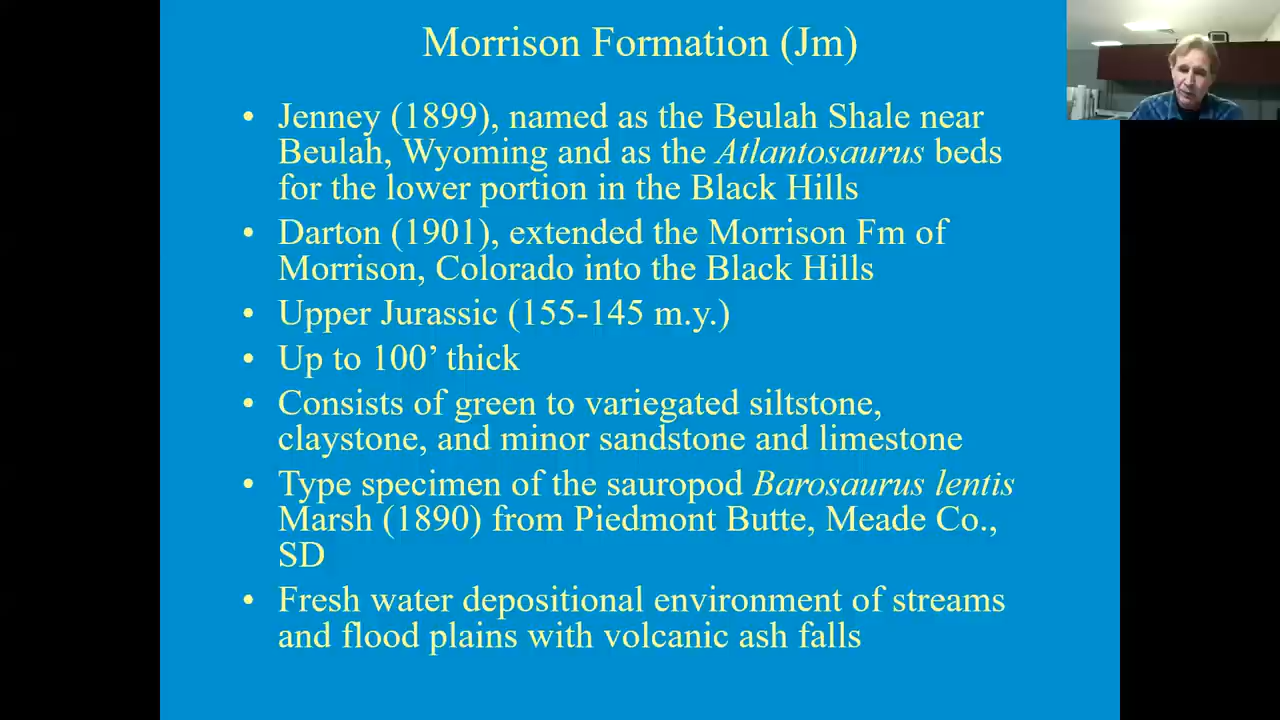 Morrison Formation (Jm)
• Jenney (1899), named as the Beulah Shale near
Beulah, Wyoming and as the Atlantosaurus beds
for the lower portion in the Black Hills
• Darton (1901), extended the Morrison Fm of
Morrison, Colorado into the Black Hills
• Upper Jurassic (155-145 m.y.)
• Up to 100’ thick
• Consists of green to variegated siltstone,
claystone, and minor sandstone and limestone
• Type specimen of the sauropod Barosaurus lentis
Marsh (1890) from Piedmont Butte, Meade Co.,
SD
• Fresh water depositional environment of streams
and flood plains with volcanic ash falls